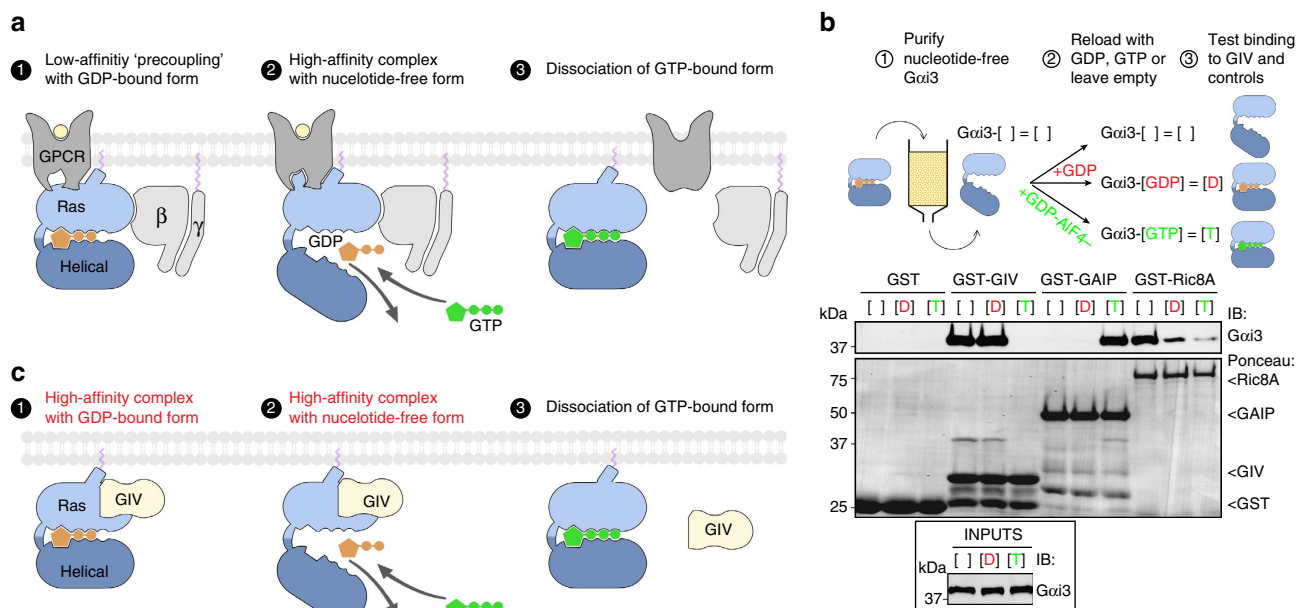 a
1 Low-affinitiy ‘precoupling’
with GDP-bound form
2 High-affinity complex
with nucelotide-free form
3 Dissociation of GTP-bound form
GPCR
Ras
β
γ
Helical
GDP
GTP
b
1 Purify
nucleotide-free
Gαi3
2 Reload with
GDP, GTP or
leave empty
3 Test binding
to GIV and
controls
Gαi3-[ ] = [ ]
Gαi3-[ ] = [ ]
+GDP
Gαi3-[GDP] = [D]
+GDP-AlF4–
Gαi3-[GTP] = [T]
GST GST-GIV GST-GAIP GST-Ric8A
kDa [ ] [D] [T] [ ] [D] [T] [ ] [D] [T] [ ] [D] [T] IB:
37 Gαi3
Ponceau:
75 <Ric8A
50 <GAIP
37
<GIV
25 <GST
INPUTS
kDa [ ] [D] [T] IB:
37 Gαi3
c
1 High-affinity complex
with GDP-bound form
2 High-affinity complex
with nucelotide-free form
3 Dissociation of GTP-bound form
Ras GIV
Helical
GIV
GIV